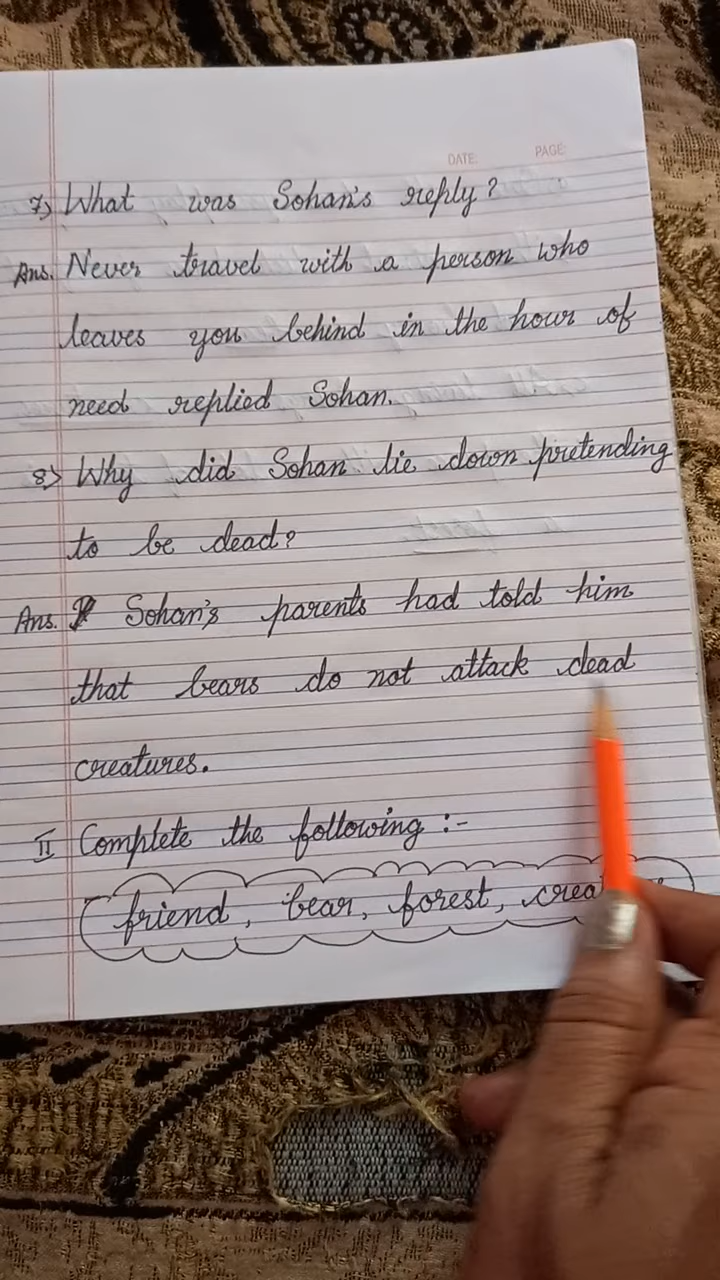 DATE: PAGE:
7) What was Sohan's reply?
Ans. Never travel with a person who
leaves you behind in the hour of
need replied Sohan.
8) Why did Sohan lie down pretending
to be dead?
Ans. Sohan's parents had told him
that bears do not attack dead
creatures.
II Complete the following :-
friend, bear, forest,